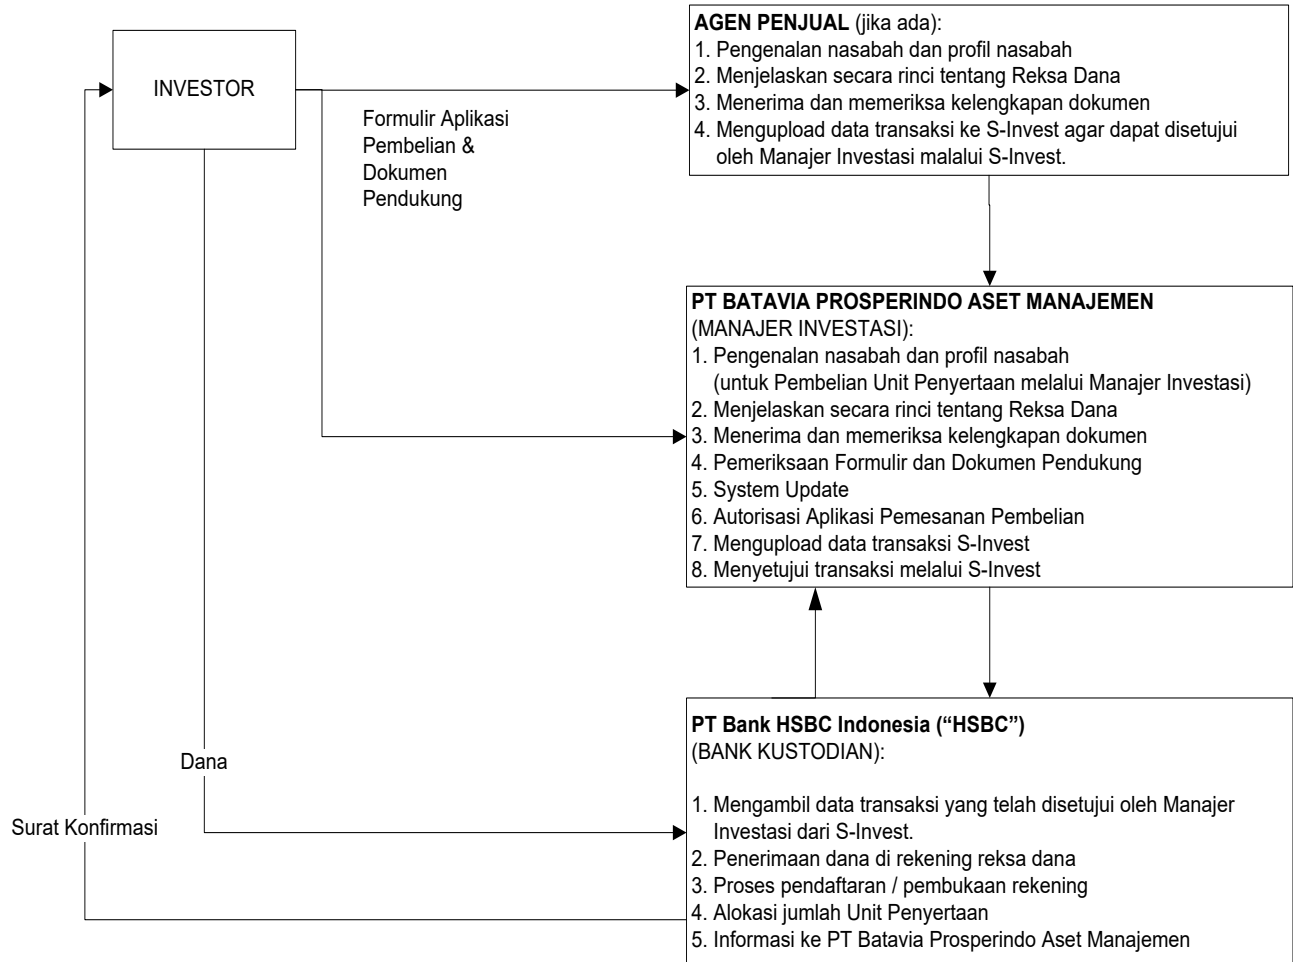 AGEN PENJUAL (jika ada):
1. Pengenalan nasabah dan profil nasabah
2. Menjelaskan secara rinci tentang Reksa Dana
3. Menerima dan memeriksa kelengkapan dokumen
4. Mengupload data transaksi ke S-Invest agar dapat disetujui
oleh Manajer Investasi malalui S-Invest.
INVESTOR
Formulir Aplikasi
Pembelian &
Dokumen
Pendukung
PT BATAVIA PROSPERINDO ASET MANAJEMEN
(MANAJER INVESTASI):
1. Pengenalan nasabah dan profil nasabah
(untuk Pembelian Unit Penyertaan melalui Manajer Investasi)
2. Menjelaskan secara rinci tentang Reksa Dana
3. Menerima dan memeriksa kelengkapan dokumen
4. Pemeriksaan Formulir dan Dokumen Pendukung
5. System Update
6. Autorisasi Aplikasi Pemesanan Pembelian
7. Mengupload data transaksi S-Invest
8. Menyetujui transaksi melalui S-Invest
Dana
Surat Konfirmasi
PT Bank HSBC Indonesia (“HSBC”)
(BANK KUSTODIAN):
1. Mengambil data transaksi yang telah disetujui oleh Manajer
Investasi dari S-Invest.
2. Penerimaan dana di rekening reksa dana
3. Proses pendaftaran / pembukaan rekening
4. Alokasi jumlah Unit Penyertaan
5. Informasi ke PT Batavia Prosperindo Aset Manajemen